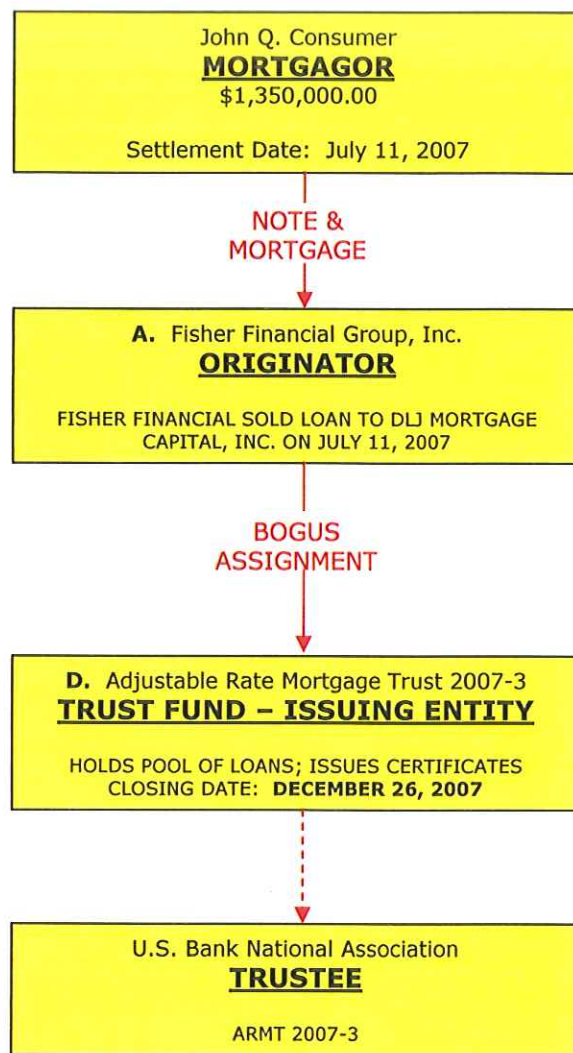 John Q. Consumer
MORTGAGOR
$1,350,000.00
Settlement Date: July 11, 2007
NOTE &
MORTGAGE
A. Fisher Financial Group, Inc.
ORIGINATOR
FISHER FINANCIAL SOLD LOAN TO DLJ MORTGAGE
CAPITAL, INC. ON JULY 11, 2007
BOGUS
ASSIGNMENT
D. Adjustable Rate Mortgage Trust 2007-3
TRUST FUND – ISSUING ENTITY
HOLDS POOL OF LOANS; ISSUES CERTIFICATES
CLOSING DATE: DECEMBER 26, 2007
U.S. Bank National Association
TRUSTEE
ARMT 2007-3